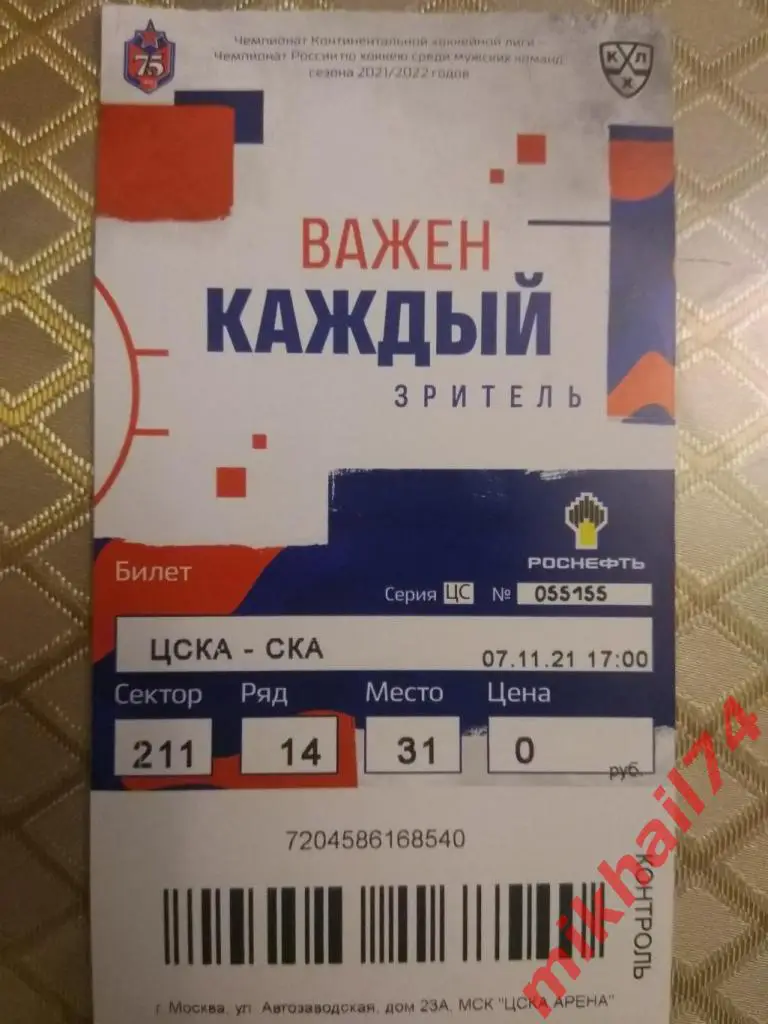 75
Чемпионат Континентальной хоккейной лиги –
Чемпионат России по хоккею среди мужских команд
сезона 2021/2022 годов
КХЛ
ВАЖЕН
КАЖДЫЙ
ЗРИТЕЛЬ
РОСНЕФТЬ
Билет
Серия ЦС № 055155
ЦСКА - СКА 07.11.21 17:00
Сектор Ряд Место Цена
211 14 31 0 руб.
7204586168540
КОНТРОЛЬ
г. Москва, ул. Автозаводская, дом 23А, МСК "ЦСКА АРЕНА"
mikhail74